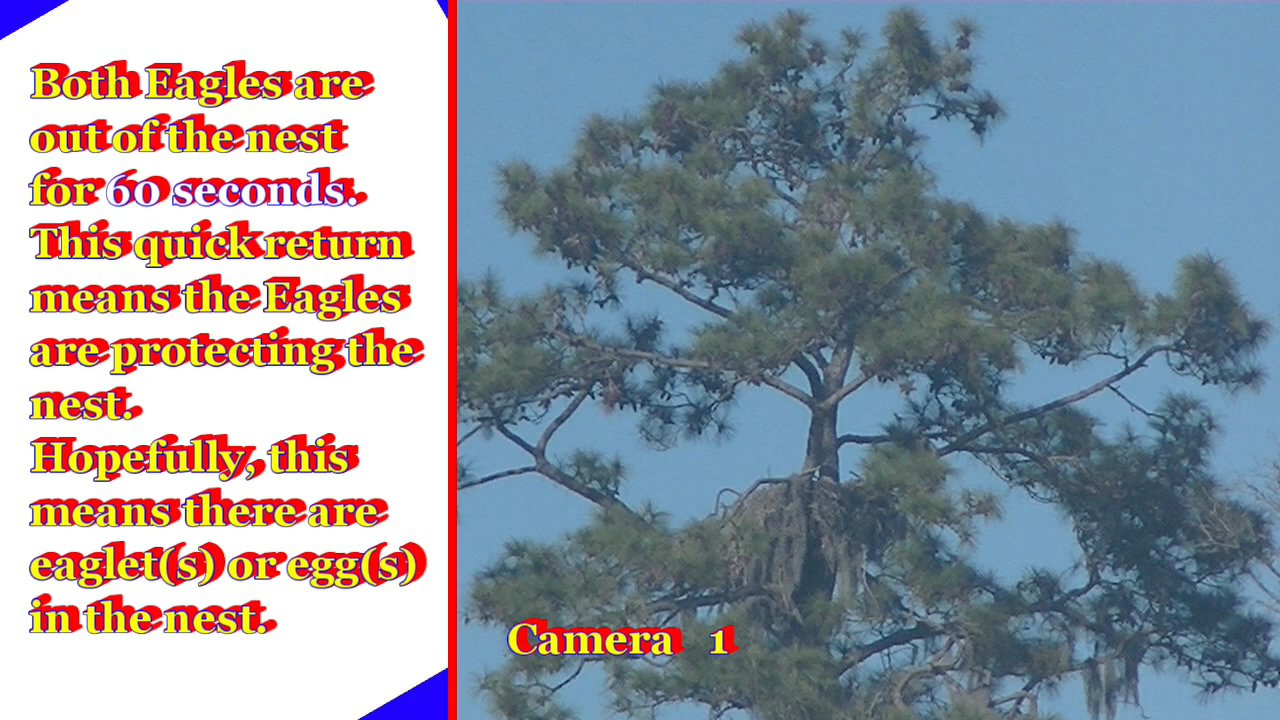 Both Eagles are
out of the nest
for 60 seconds.
This quick return
means the Eagles
are protecting the
nest.
Hopefully, this
means there are
eaglet(s) or egg(s)
in the nest.
Camera 1